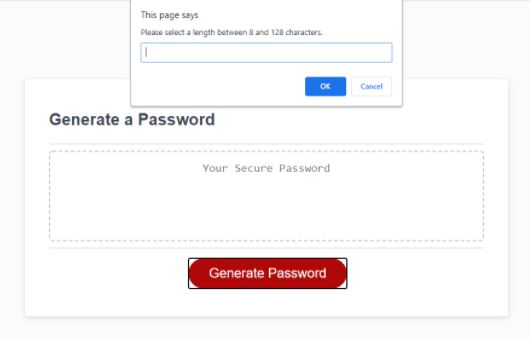 This page says
Please select a length between 8 and 128 characters.
OK
Cancel
Generate a Password
Your Secure Password
Generate Password